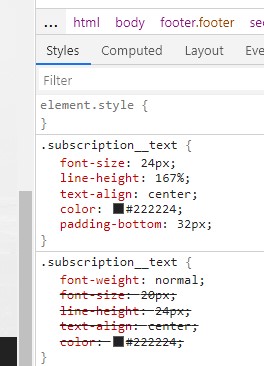 ... html body footer.footer
Styles Computed Layout
Filter
element.style {
}
.subscription__text {
font-size: 24px;
line-height: 167%;
text-align: center;
color: #222224;
padding-bottom: 32px;
}
.subscription__text {
font-weight: normal;
font-size: 20px;
line-height: 24px;
text-align: center;
color: #222224;
}